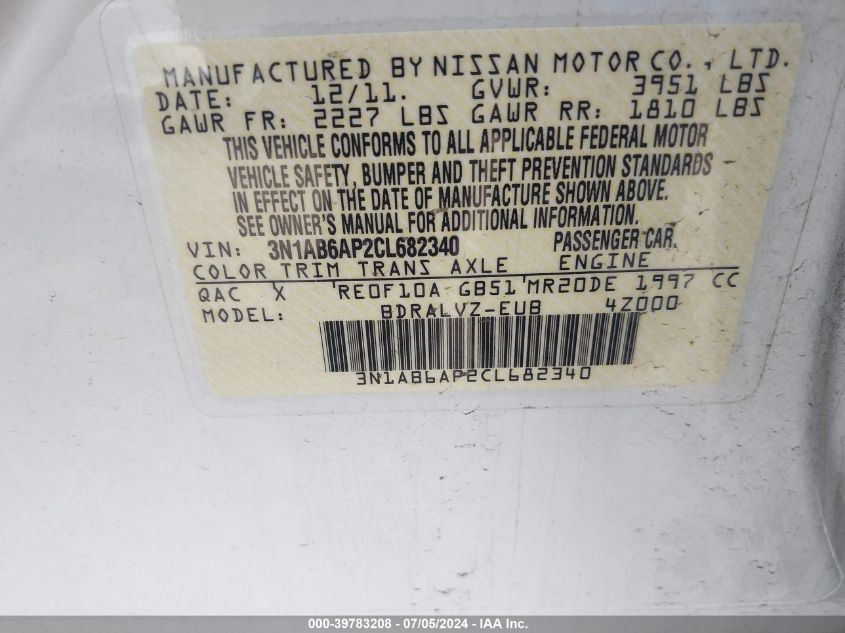 MANUFACTURED BY NISSAN MOTOR CO., LTD.
DATE: 12/11. GVWR: 3951 LBS
GAWR FR: 2227 LBS GAWR RR: 1810 LBS
THIS VEHICLE CONFORMS TO ALL APPLICABLE FEDERAL MOTOR
VEHICLE SAFETY, BUMPER AND THEFT PREVENTION STANDARDS
IN EFFECT ON THE DATE OF MANUFACTURE SHOWN ABOVE.
SEE OWNER'S MANUAL FOR ADDITIONAL INFORMATION.
VIN: 3N1AB6AP2CL682340 PASSENGER CAR.
COLOR TRIM TRANS AXLE ENGINE
QAC X RE0F10A GB51 MR20DE 1997 CC
MODEL: BDRALVZ-EUB 4Z000
3N1AB6AP2CL682340
000-39783208 - 07/05/2024 - IAA Inc.